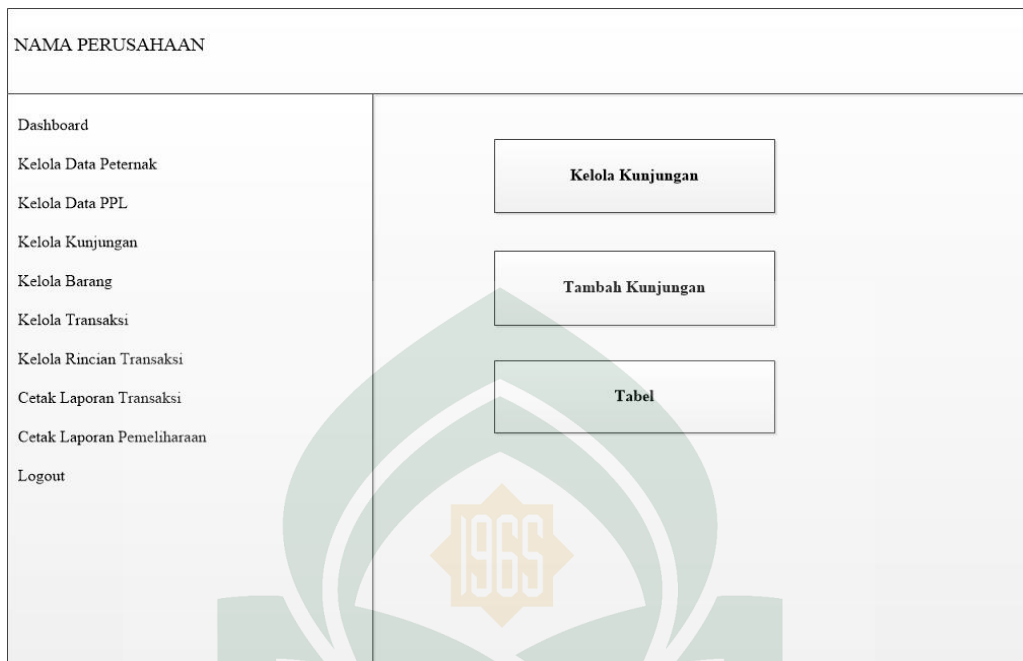 NAMA PERUSAHAAN
Dashboard
Kelola Data Peternak
Kelola Data PPL
Kelola Kunjungan
Kelola Barang
Kelola Transaksi
Kelola Rincian Transaksi
Cetak Laporan Transaksi
Cetak Laporan Pemeliharaan
Logout
Kelola Kunjungan
Tambah Kunjungan
Tabel
1965